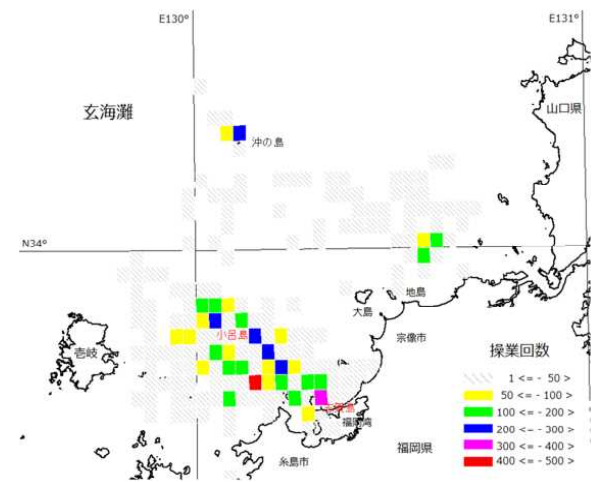 E130°
E131°
玄海灘
山口県
沖の島
N34°
地島
大島
小呂島
宗像市
壱岐
操業回数
1 <= - 50 >
50 <= - 100 >
100 <= - 200 >
200 <= - 300 >
300 <= - 400 >
400 <= - 500 >
福岡湾
福岡県
糸島市